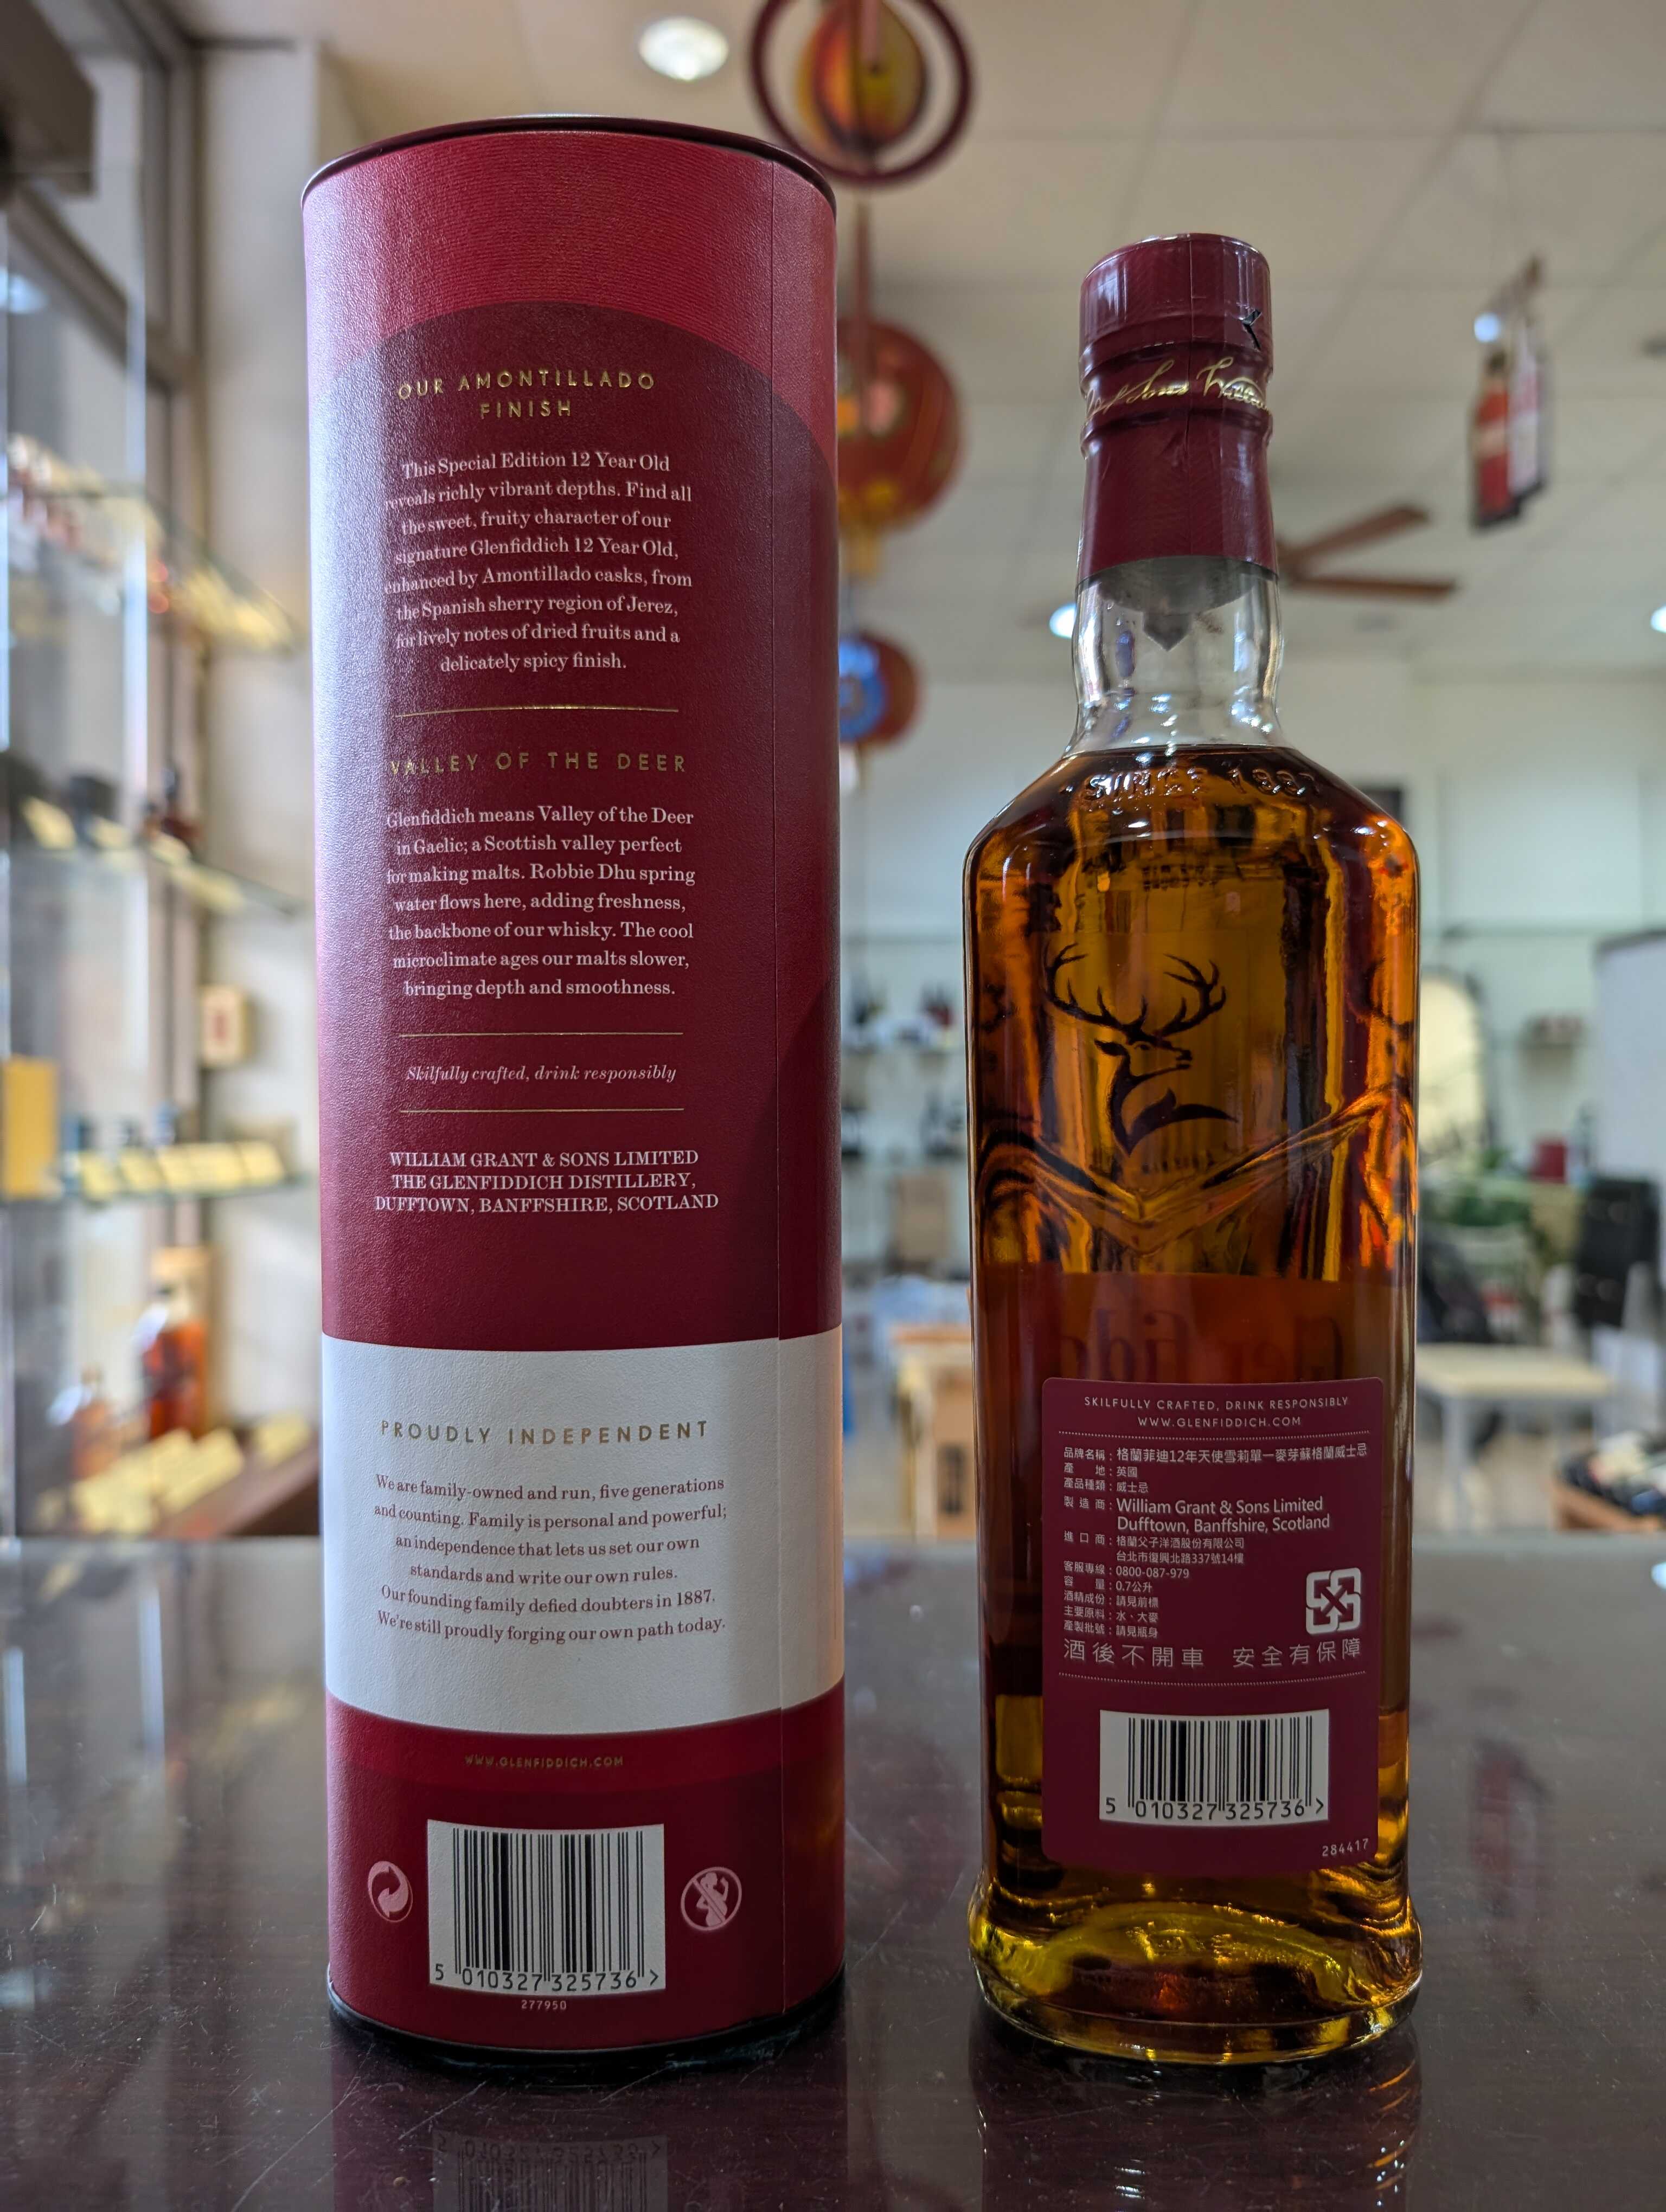 OUR AMONTILLADO
FINISH
This Special Edition 12 Year Old
reveals richly vibrant depths. Find all
the sweet, fruity character of our
signature Glenfiddich 12 Year Old,
enhanced by Amontillado casks, from
the Spanish sherry region of Jerez,
for lively notes of dried fruits and a
delicately spicy finish.
VALLEY OF THE DEER
Glenfiddich means Valley of the Deer
in Gaelic; a Scottish valley perfect
for making malts. Robbie Dhu spring
water flows here, adding freshness,
the backbone of our whisky. The cool
microclimate ages our malts slower,
bringing depth and smoothness.
Skilfully crafted, drink responsibly
WILLIAM GRANT & SONS LIMITED
THE GLENFIDDICH DISTILLERY,
DUFFTOWN, BANFFSHIRE, SCOTLAND
PROUDLY INDEPENDENT
We are family-owned and run, five generations
and counting. Family is personal and powerful;
an independence that lets us set our own
standards and write our own rules.
Our founding family defied doubters in 1887.
We're still proudly forging our own path today.
WWW.GLENFIDDICH.COM
5 010327 325736 >
277950
SINCE 1887
SKILFULLY CRAFTED, DRINK RESPONSIBLY
WWW.GLENFIDDICH.COM
品牌名稱：格蘭菲迪12年天使雪莉單一麥芽蘇格蘭威士忌
產 地：英國
產品種類：威士忌
製造商：William Grant & Sons Limited
Dufftown, Banffshire, Scotland
進口商：格蘭父子洋酒股份有限公司
台北市復興北路337號14樓
客服專線：0800-087-979
容 量：0.7公升
酒精成份：請見前標
主要原料：水、大麥
產製批號：請見瓶身
酒後不開車 安全有保障
5 010327 325736 >
284417